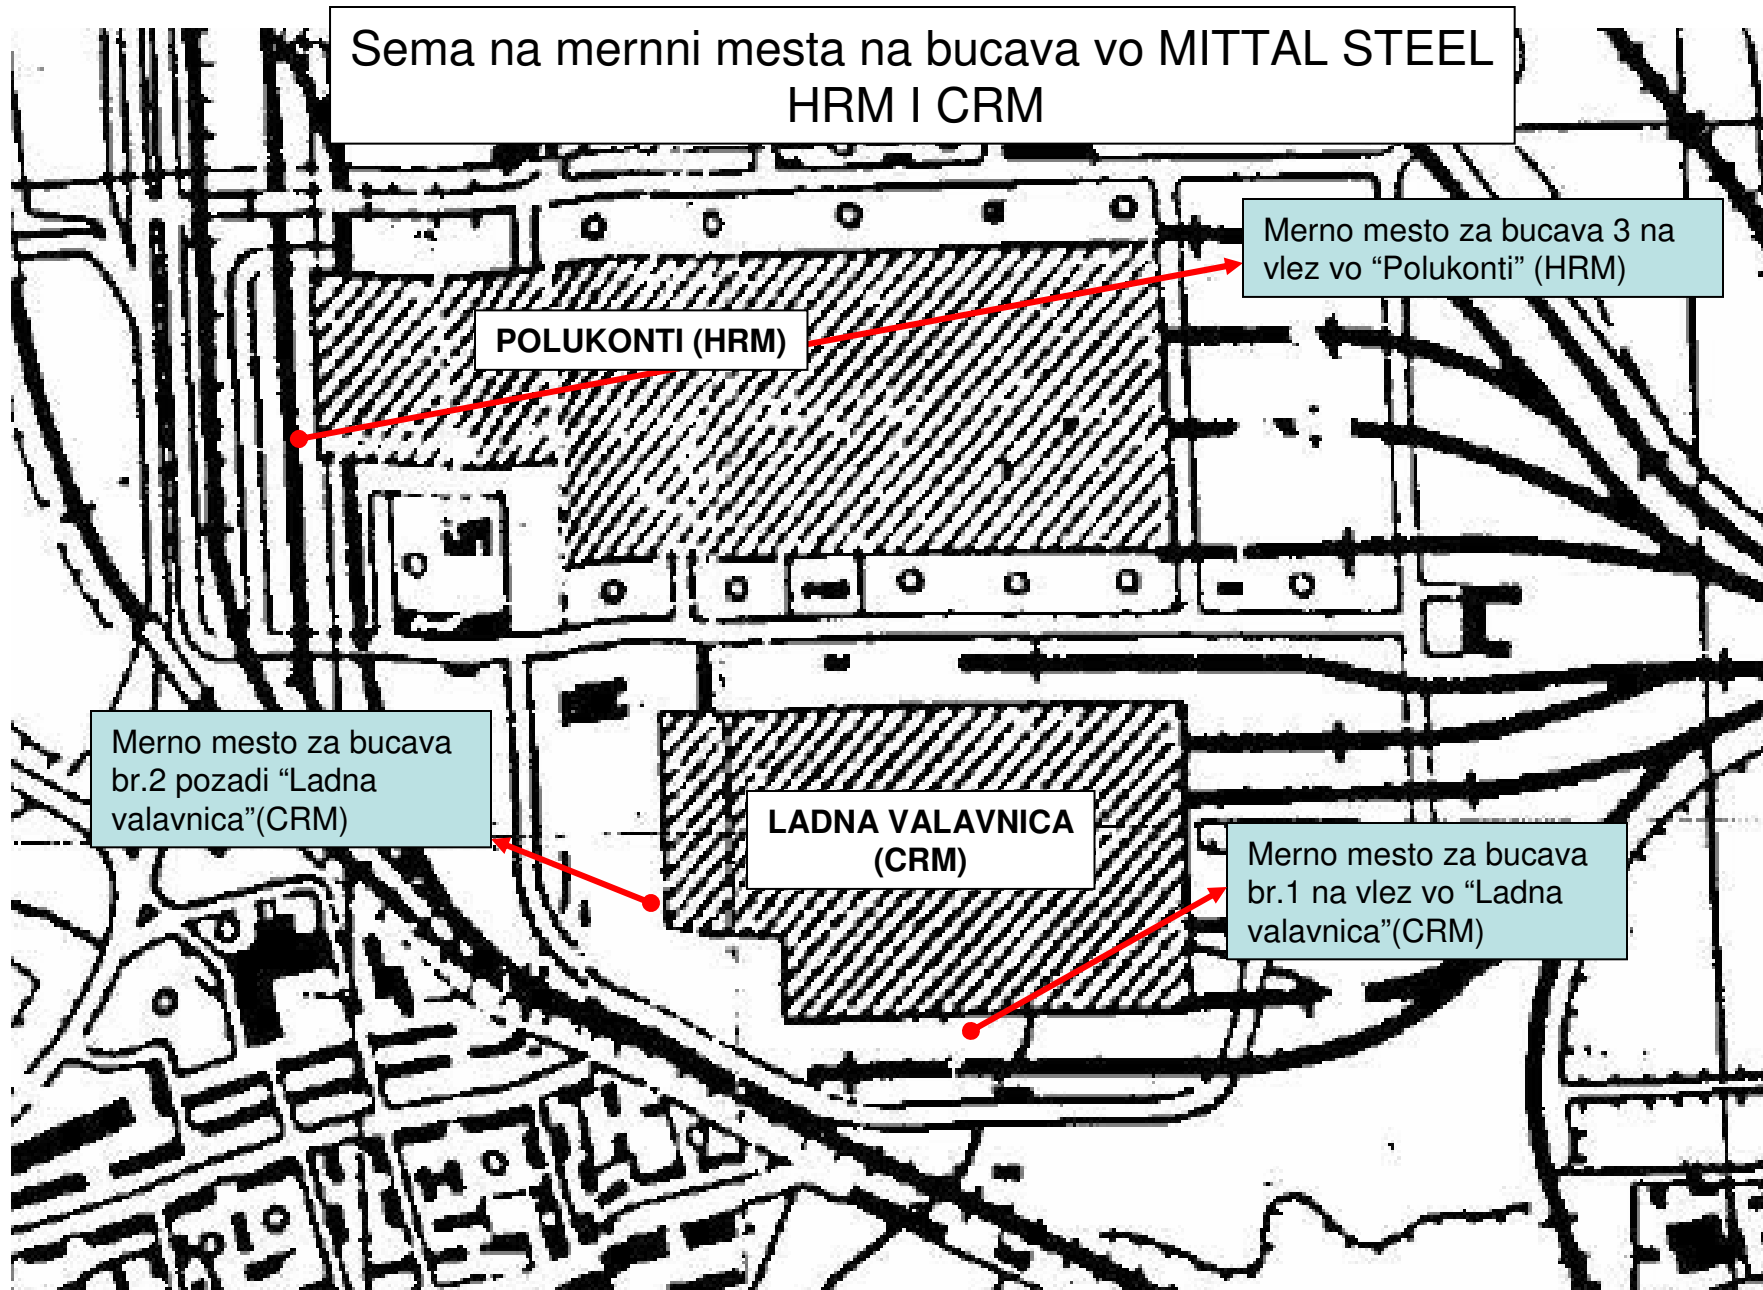 Sema na mernni mesta na bucava vo MITTAL STEEL
HRM I CRM
Merno mesto za bucava 3 na
vlez vo “Polukonti” (HRM)
POLUKONTI (HRM)
Merno mesto za bucava
br.2 pozadi “Ladna
valavnica”(CRM)
LADNA VALAVNICA
(CRM)
Merno mesto za bucava
br.1 na vlez vo “Ladna
valavnica”(CRM)